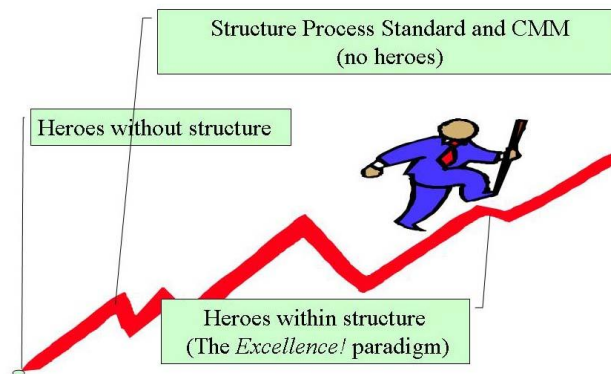 Structure Process Standard and CMM
(no heroes)
Heroes without structure
Heroes within structure
(The Excellence! paradigm)